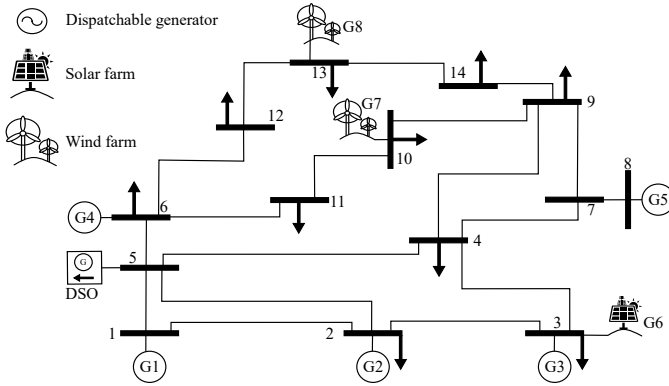 Dispatchable generator
G8
Solar farm
13
14
9
G7
12
Wind farm
10
8
6
11
G4
7
G5
5
4
G
DSO
1
2
3
G6
G1
G2
G3